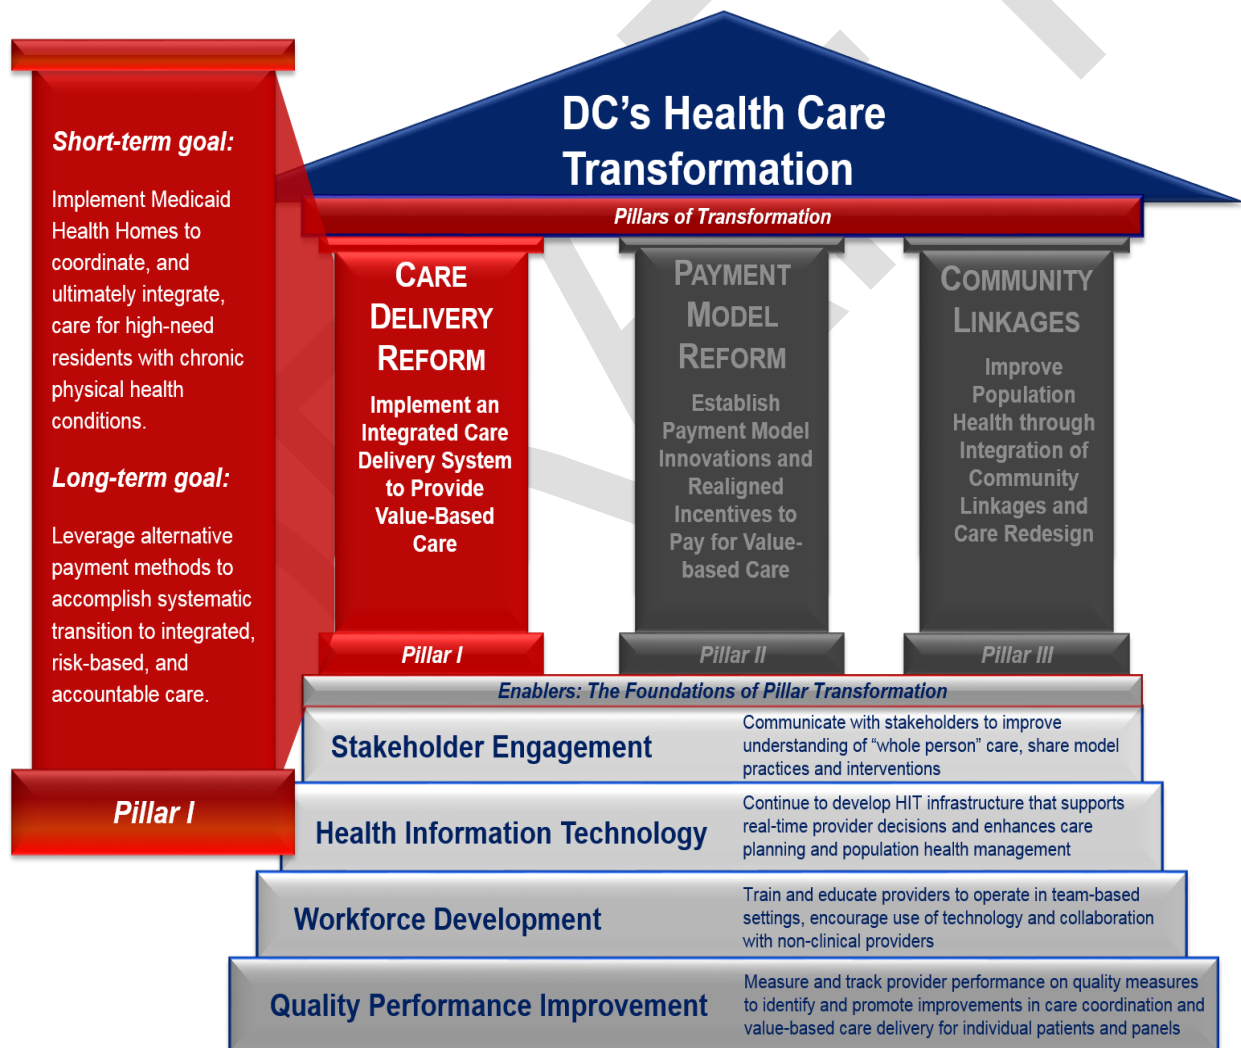 Short-term goal:
Implement Medicaid
Health Homes to
coordinate, and
ultimately integrate,
care for high-need
residents with chronic
physical health
conditions.
Long-term goal:
Leverage alternative
payment methods to
accomplish systematic
transition to integrated,
risk-based, and
accountable care.
Pillar I
DC's Health Care
Transformation
Pillars of Transformation
CARE
DELIVERY
REFORM
Implement an
Integrated Care
Delivery System
to Provide
Value-Based
Care
Pillar I
PAYMENT
MODEL
REFORM
Establish
Payment Model
Innovations and
Realigned
Incentives to
Pay for Value-
based Care
Pillar II
COMMUNITY
LINKAGES
Improve
Population
Health through
Integration of
Community
Linkages and
Care Redesign
Pillar III
Enablers: The Foundations of Pillar Transformation
Stakeholder Engagement
Communicate with stakeholders to improve
understanding of “whole person” care, share model
practices and interventions
Health Information Technology
Continue to develop HIT infrastructure that supports
real-time provider decisions and enhances care
planning and population health management
Workforce Development
Train and educate providers to operate in team-based
settings, encourage use of technology and collaboration
with non-clinical providers
Quality Performance Improvement
Measure and track provider performance on quality measures
to identify and promote improvements in care coordination and
value-based care delivery for individual patients and panels